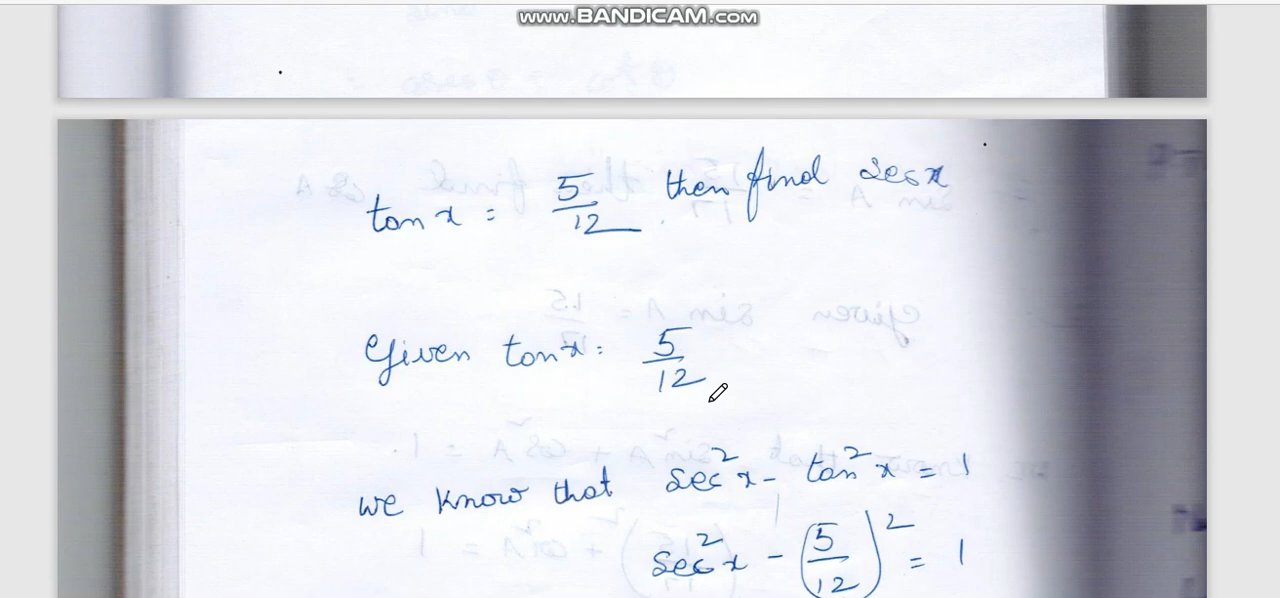 www.BANDICAM.com
tan x = 5/12 then find sec x
Given tan x = 5/12
we know that sec²x - tan²x = 1
sec²x - (5/12)² = 1